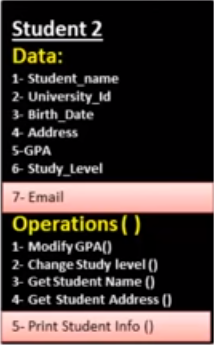 Student 2
Data:
1- Student_name
2- University_Id
3- Birth_Date
4- Address
5-GPA
6- Study_Level
7- Email
Operations ( )
1- Modify GPA()
2- Change Study level ()
3- Get Student Name ()
4- Get Student Address ()
5- Print Student Info ()